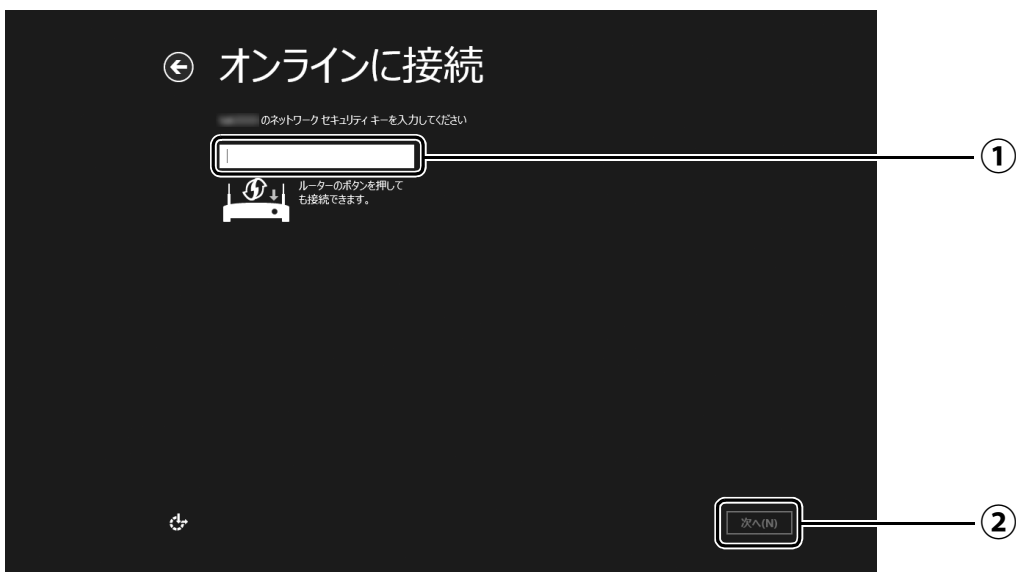 オンラインに接続
のネットワーク セキュリティ キーを入力してください
①
ルーターのボタンを押して
も接続できます。
次へ(N)
②